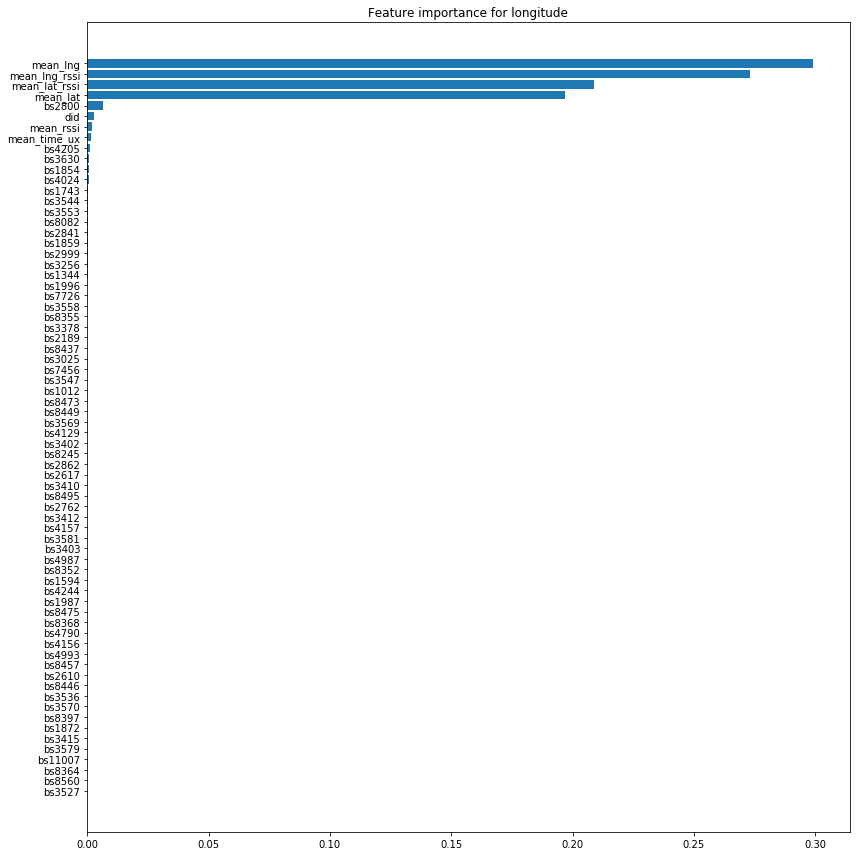 Feature importance for longitude
mean_lng
mean_lng_rssi
mean_lat_rssi
mean_lat
bs2800
did
mean_rssi
mean_time_ux
bs4205
bs3630
bs1854
bs4024
bs1743
bs3544
bs3553
bs8082
bs2841
bs1859
bs2999
bs3256
bs1344
bs1996
bs7726
bs3558
bs8355
bs3378
bs2189
bs8437
bs3025
bs7456
bs3547
bs1012
bs8473
bs8449
bs3569
bs4129
bs3402
bs8245
bs2862
bs2617
bs3410
bs8495
bs2762
bs3412
bs4157
bs3581
bs3403
bs4987
bs8352
bs1594
bs4244
bs1987
bs8475
bs8368
bs4790
bs4156
bs4993
bs8457
bs2610
bs8446
bs3536
bs3570
bs8397
bs1872
bs3415
bs3579
bs11007
bs8364
bs8560
bs3527
0.00 0.05 0.10 0.15 0.20 0.25 0.30